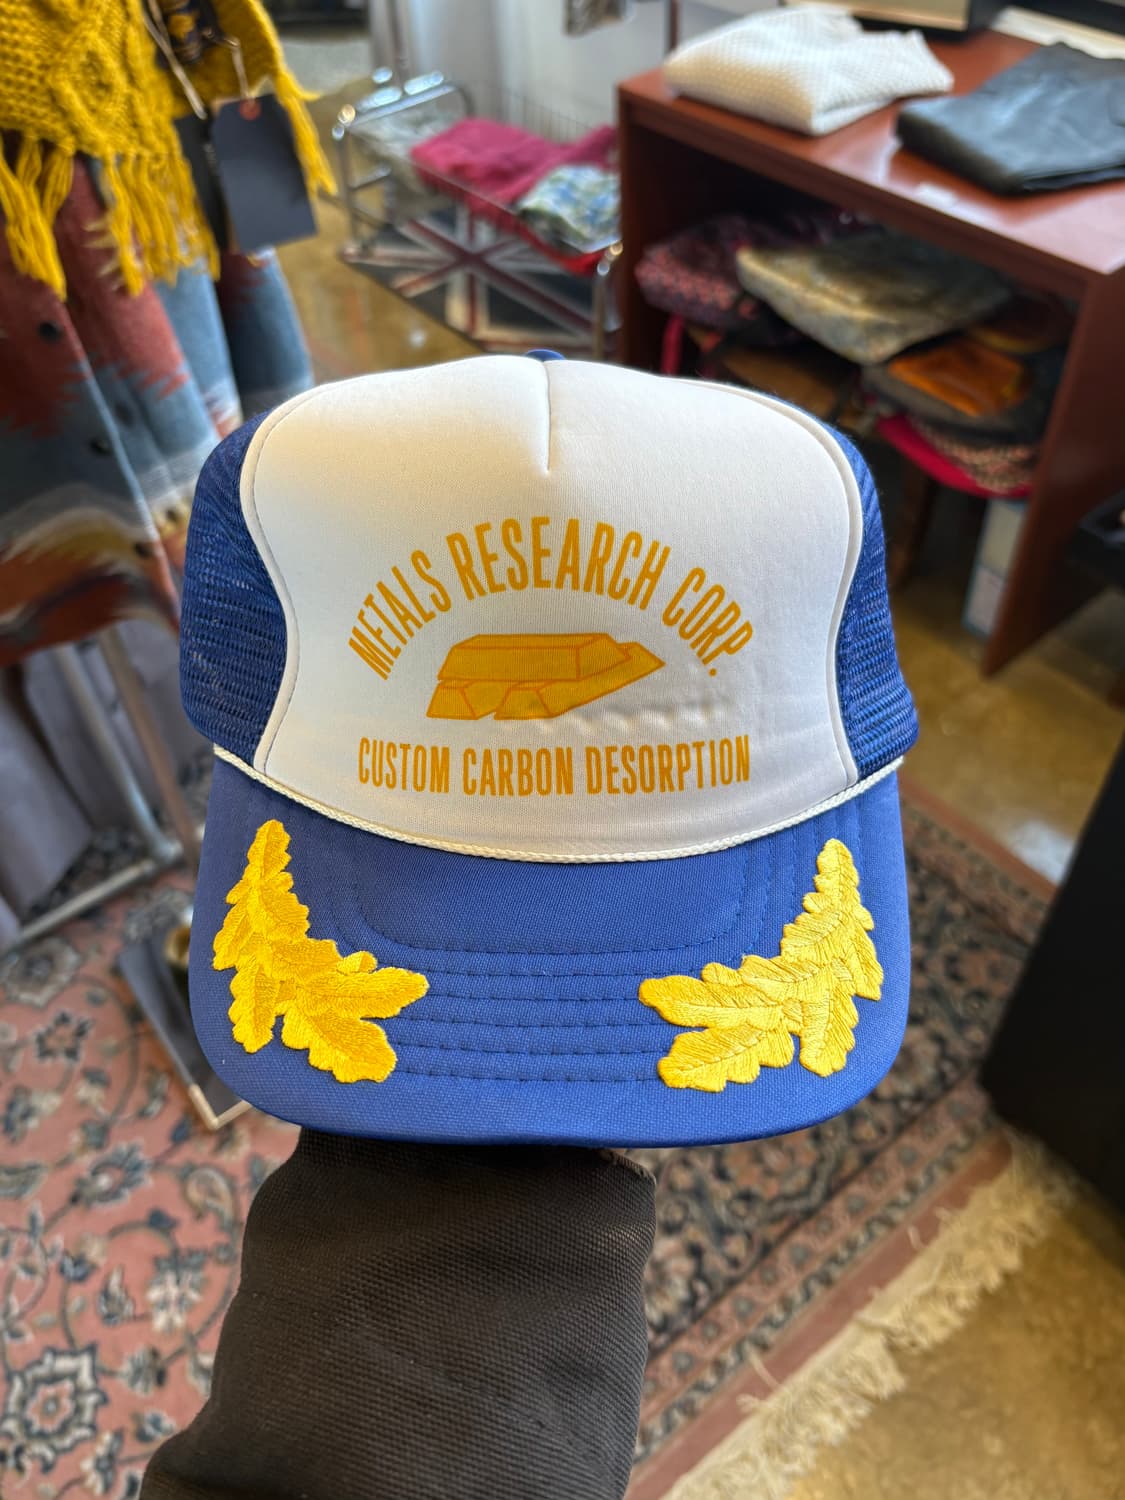 METALS RESEARCH CORP.
CUSTOM CARBON DESORPTION